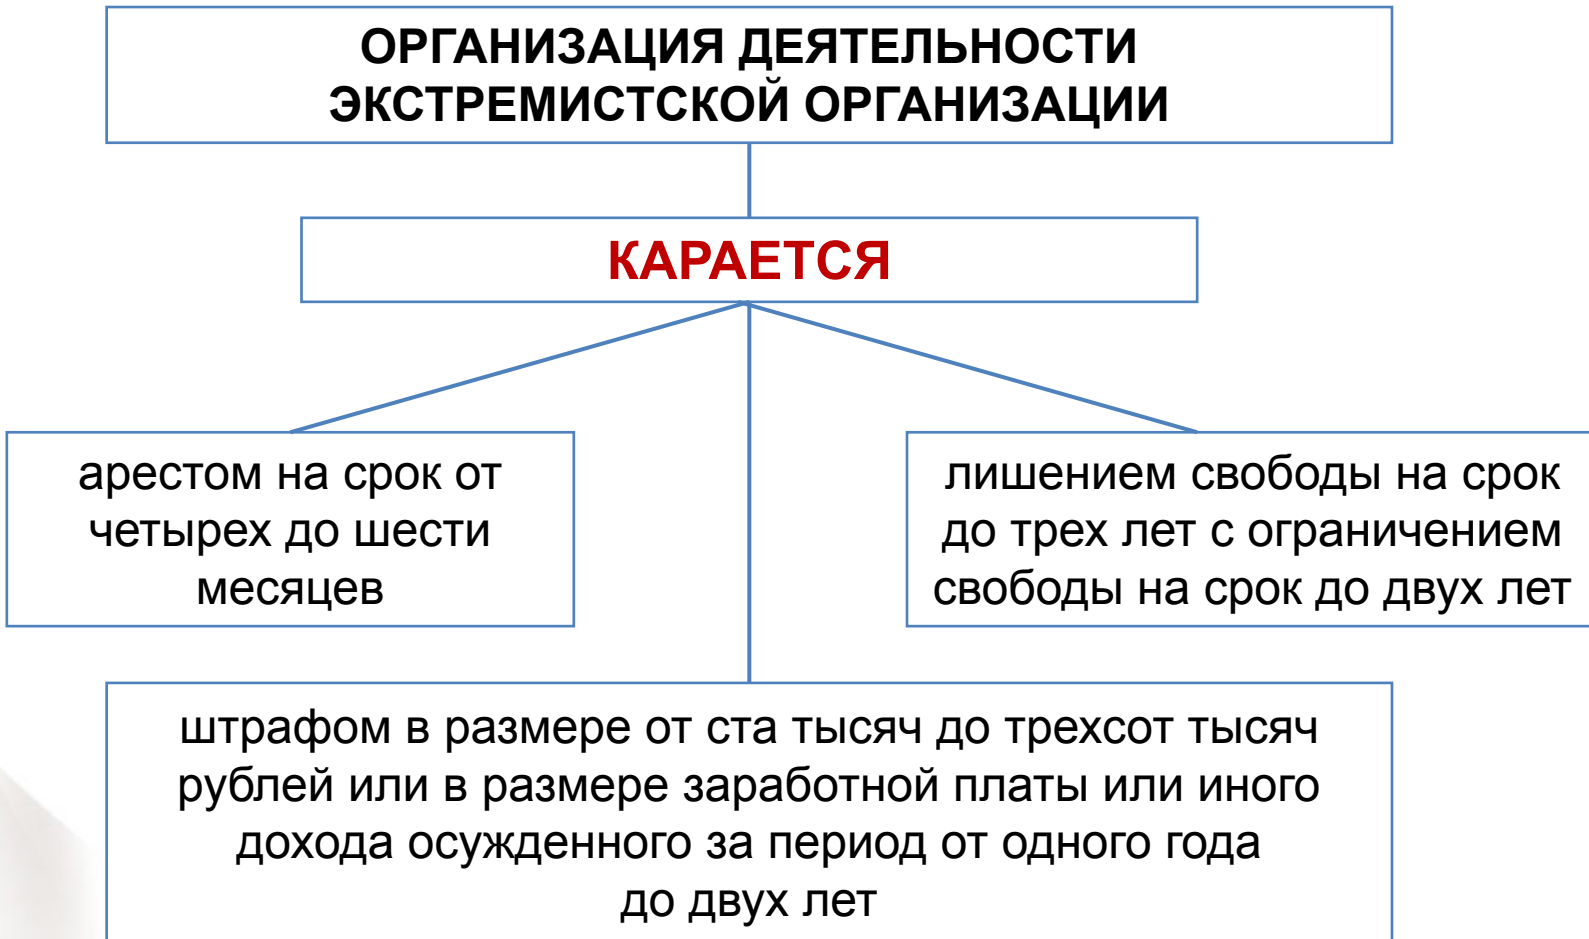 ОРГАНИЗАЦИЯ ДЕЯТЕЛЬНОСТИ
ЭКСТРЕМИСТСКОЙ ОРГАНИЗАЦИИ
КАРАЕТСЯ
арестом на срок от
четырех до шести
месяцев
лишением свободы на срок
до трех лет с ограничением
свободы на срок до двух лет
штрафом в размере от ста тысяч до трехсот тысяч
рублей или в размере заработной платы или иного
дохода осужденного за период от одного года
до двух лет